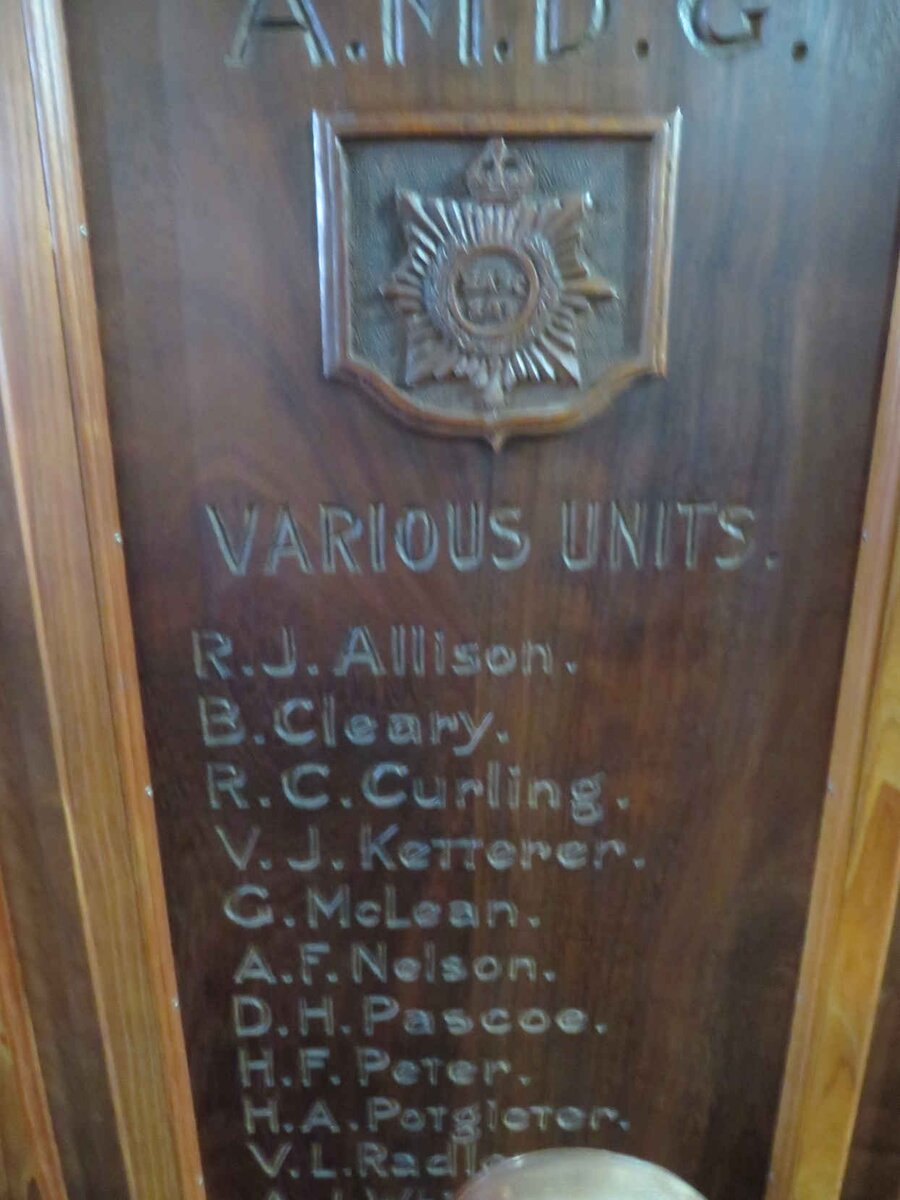 A.M.D.G.
VARIOUS UNITS.
R.J. Allison.
B. Cleary.
R.C. Curling.
V.J. Ketterer.
G. McLean.
A.F. Nelson.
D.H. Pascoe.
H.F. Peter.
H.A. Potgieter.
V.L.